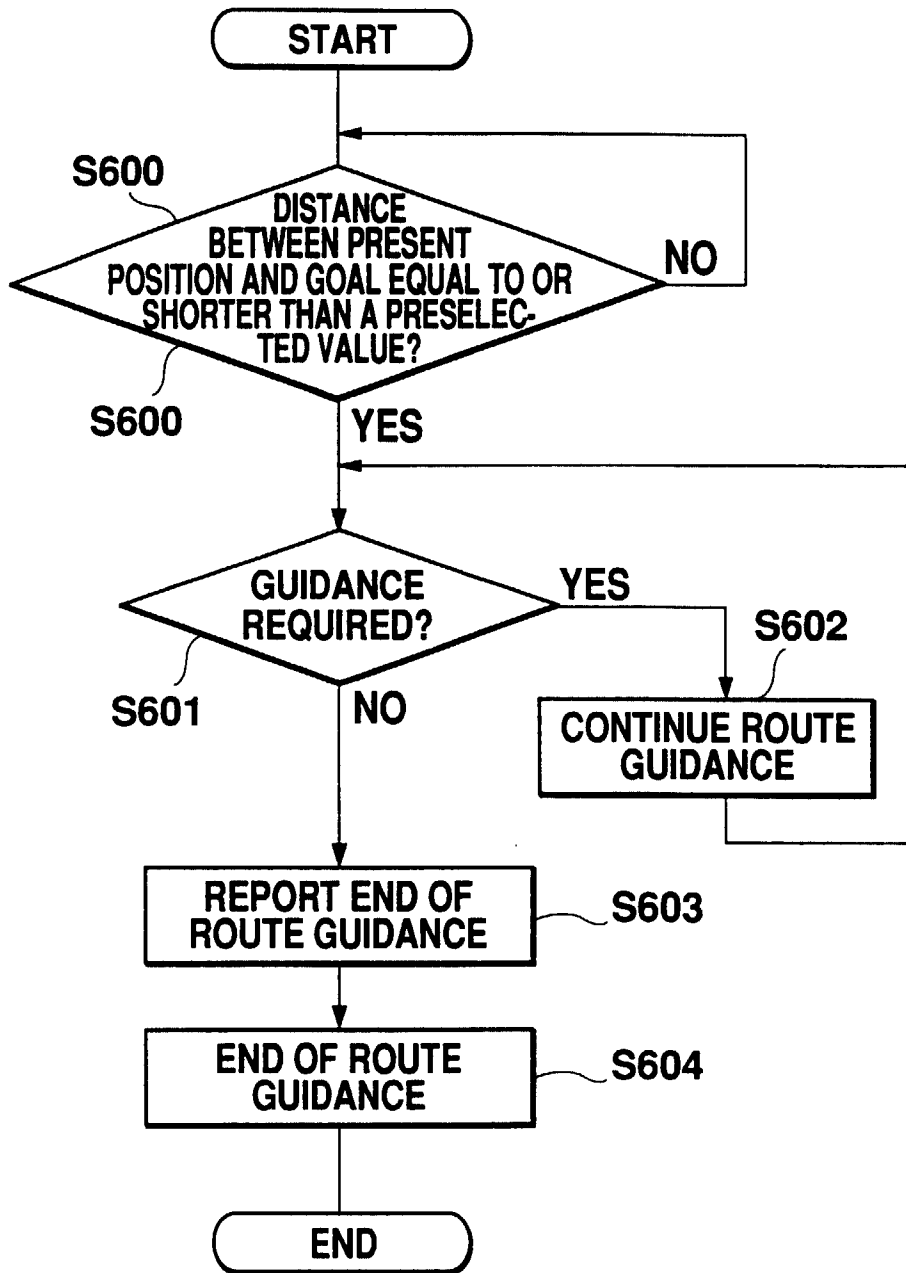 START
S600
DISTANCE
BETWEEN PRESENT
POSITION AND GOAL EQUAL TO OR
SHORTER THAN A PRESELEC-
TED VALUE?
NO
S600
YES
GUIDANCE
REQUIRED?
YES
S601
NO
S602
CONTINUE ROUTE
GUIDANCE
REPORT END OF
ROUTE GUIDANCE
S603
END OF ROUTE
GUIDANCE
S604
END